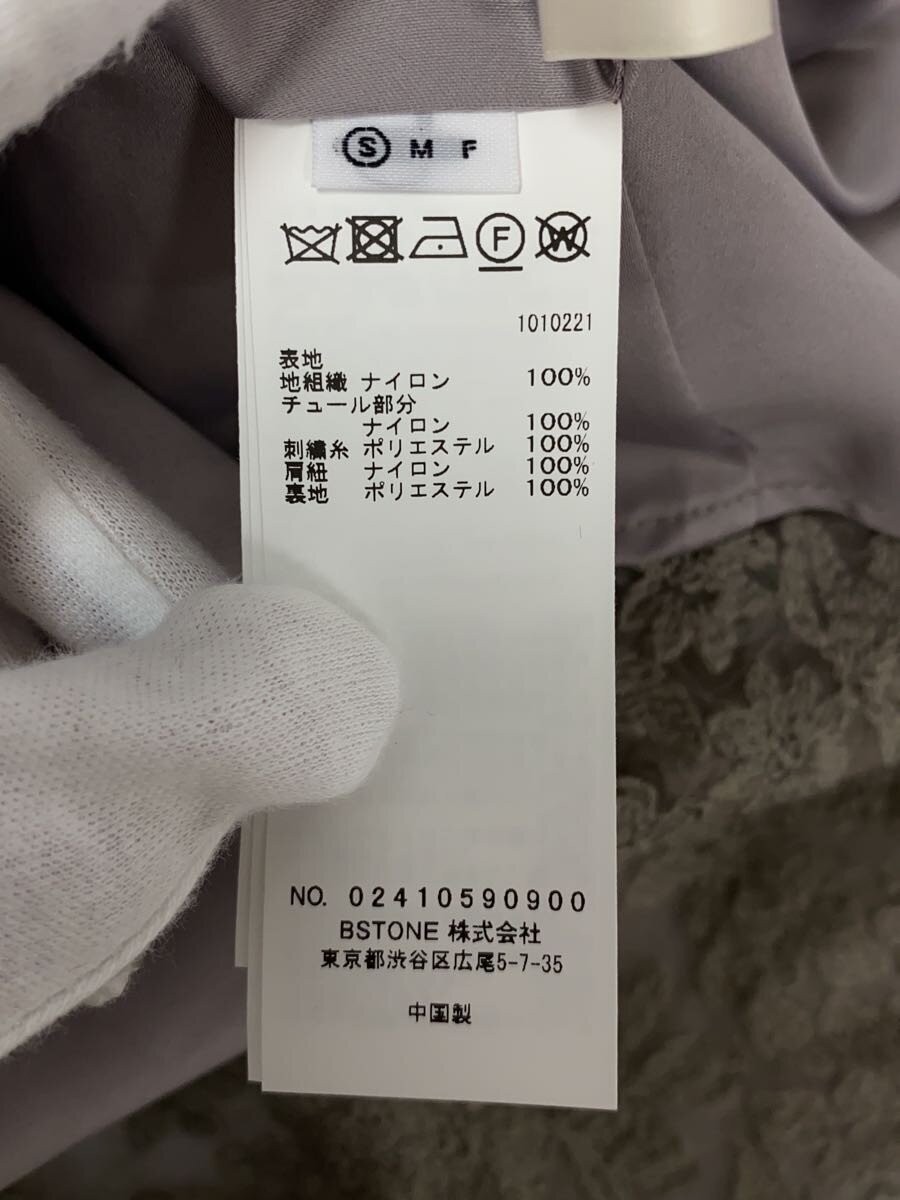 S M F
F W
1010221
表地
地組織 ナイロン 100%
チュール部分
ナイロン 100%
刺繍糸 ポリエステル 100%
肩紐 ナイロン 100%
裏地 ポリエステル 100%
NO. 02410590900
BSTONE 株式会社
東京都渋谷区広尾5-7-35
中国製